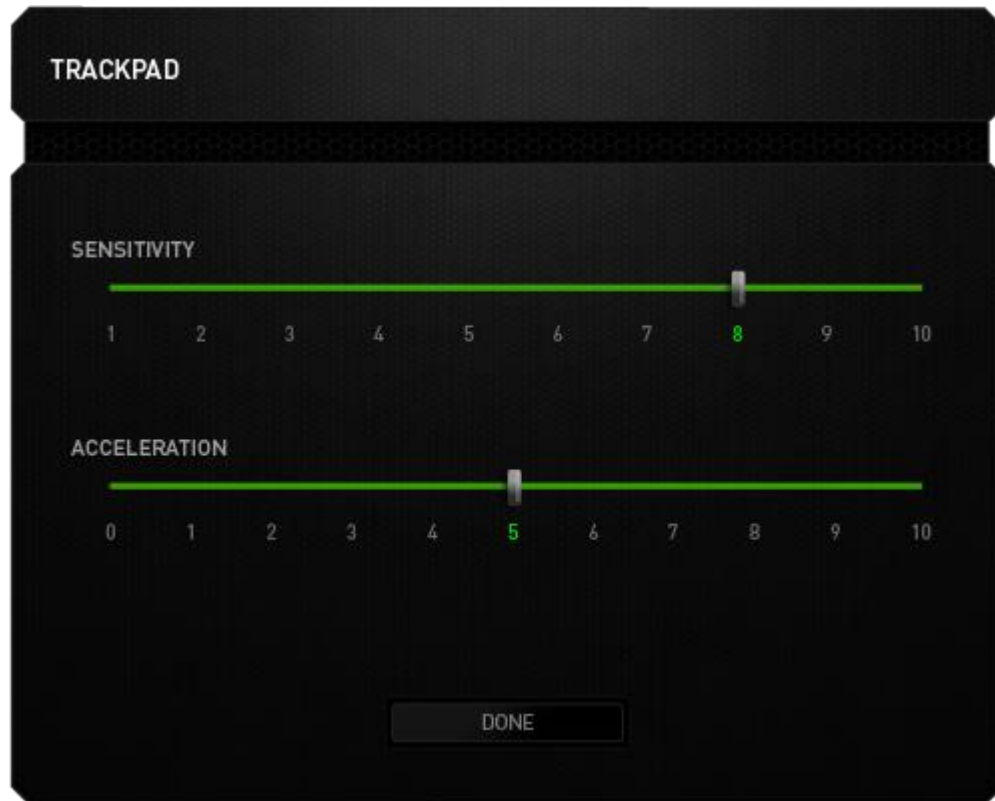 TRACKPAD
SENSITIVITY
1 2 3 4 5 6 7 8 9 10
ACCELERATION
0 1 2 3 4 5 6 7 8 9 10
DONE